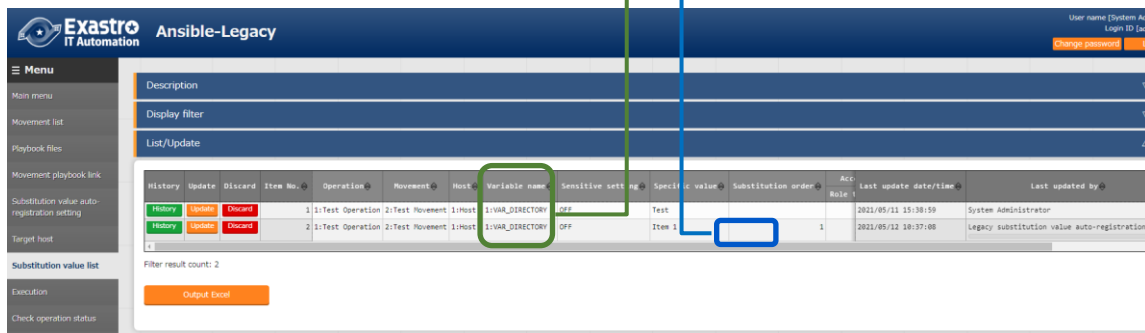 Exastro
IT Automation
Ansible-Legacy
User name [System Ad
Login ID [ad
Change password
Menu
Main menu
Movement list
Playbook files
Movement playbook link
Substitution value auto-
registration setting
Target host
Substitution value list
Execution
Check operation status
Description
Display filter
List/Update
History Update Discard Item No. Operation Movement Host Variable name Sensitive setting Specific value Substitution order Acc Last update date/time Last updated by
Role
History Update Discard 1 1:Test Operation 2:Test Movement 1:Host 1:VAR_DIRECTORY OFF Test 2021/05/11 15:38:59 System Administrator
History Update Discard 2 1:Test Operation 2:Test Movement 1:Host 1:VAR_DIRECTORY OFF Item 1 1 2021/05/12 10:37:08 Legacy substitution value auto-registration
Filter result count: 2
Output Excel